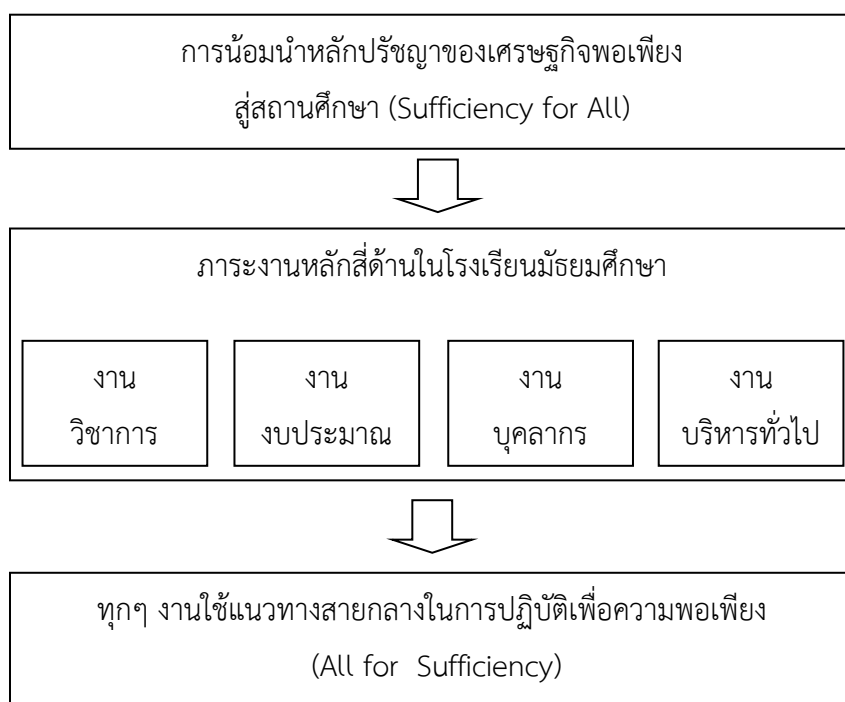 การน้อมนำหลักปรัชญาของเศรษฐกิจพอเพียง
สู่สถานศึกษา (Sufficiency for All)
ภาระงานหลักสี่ด้านในโรงเรียนมัธยมศึกษา
งาน
วิชาการ
งาน
งบประมาณ
งาน
บุคลากร
งาน
บริหารทั่วไป
ทุกๆ งานใช้แนวทางสายกลางในการปฏิบัติเพื่อความพอเพียง
(All for Sufficiency)